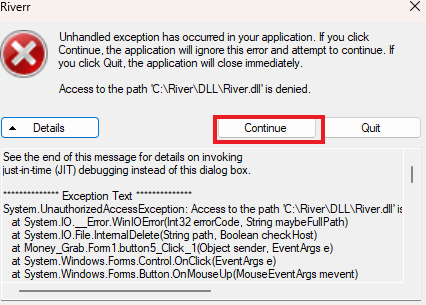 Riverr
Unhandled exception has occurred in your application. If you click
Continue, the application will ignore this error and attempt to continue. If
you click Quit, the application will close immediately.
Access to the path 'C:\River\DLL\River.dll' is denied.
Details
Continue
Quit
See the end of this message for details on invoking
just-in-time (JIT) debugging instead of this dialog box.
************** Exception Text **************
System.UnauthorizedAccessException: Access to the path 'C:\River\DLL\River.dll' is
at System.IO.__Error.WinIOError(Int32 errorCode, String maybeFullPath)
at System.IO.File.InternalDelete(String path, Boolean checkHost)
at Money_Grab.Form1.button5_Click_1(Object sender, EventArgs e)
at System.Windows.Forms.Control.OnClick(EventArgs e)
at System.Windows.Forms.Button.OnMouseUp(MouseEventArgs mevent)